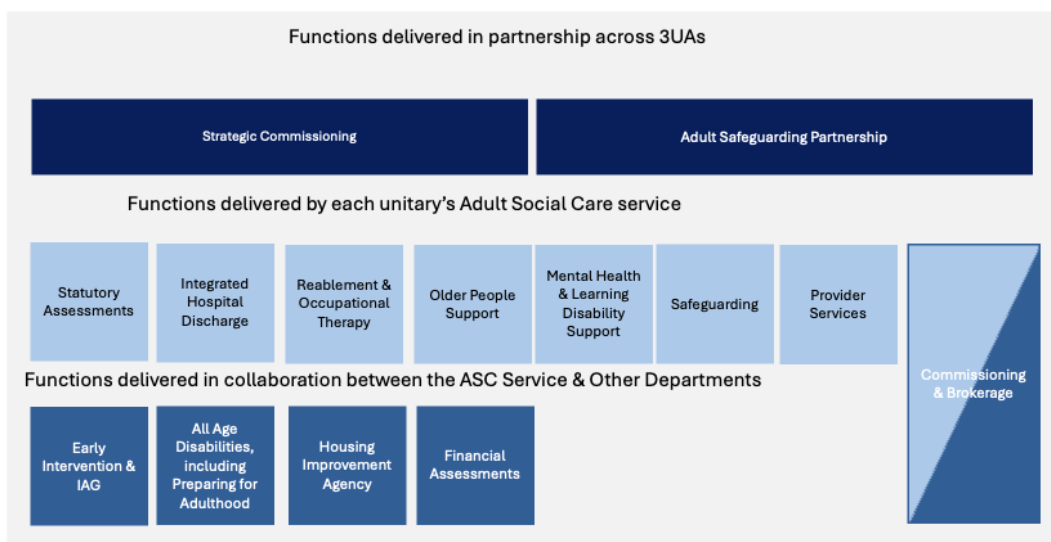 Functions delivered in partnership across 3UAs
Strategic Commissioning
Adult Safeguarding Partnership
Functions delivered by each unitary’s Adult Social Care service
Statutory
Assessments
Integrated
Hospital
Discharge
Reablement &
Occupational
Therapy
Older People
Support
Mental Health
& Learning
Disability
Support
Safeguarding
Provider
Services
Commissioning
& Brokerage
Functions delivered in collaboration between the ASC Service & Other Departments
Early
Intervention &
IAG
All Age
Disabilities,
including
Preparing for
Adulthood
Housing
Improvement
Agency
Financial
Assessments